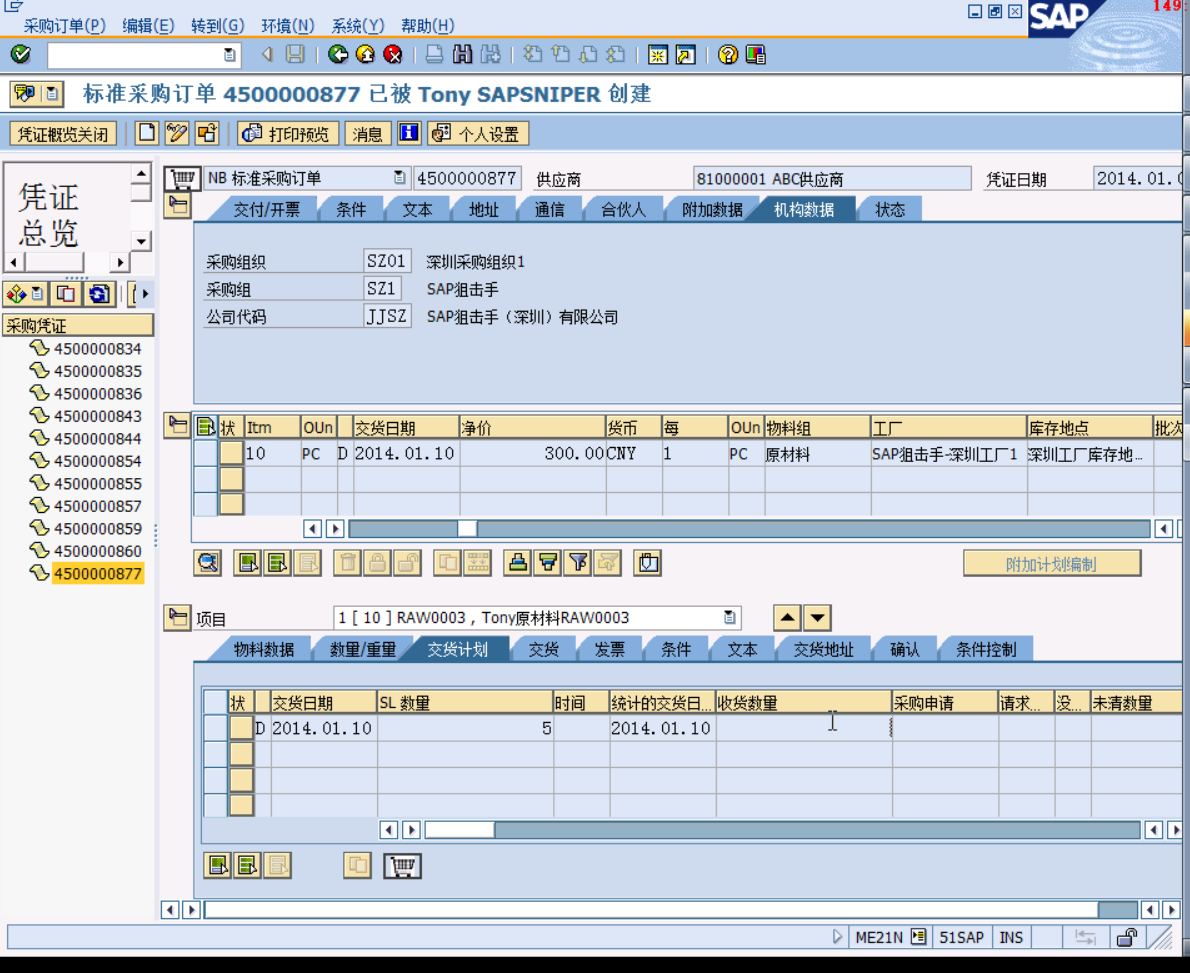 149:
采购订单(P) 编辑(E) 转到(G) 环境(N) 系统(Y) 帮助(H)
SAP
标准采购订单 4500000877 已被 Tony SAPSNIPER 创建
凭证概览关闭 打印预览 消息 个人设置
凭证
总览
NB 标准采购订单 4500000877 供应商 81000001 ABC供应商 凭证日期 2014.01.0
交付/开票 条件 文本 地址 通信 合伙人 附加数据 机构数据 状态
采购组织 SZ01 深圳采购组织1
采购组 SZ1 SAP狙击手
公司代码 JJSZ SAP狙击手（深圳）有限公司
采购凭证
4500000834
4500000835
4500000836
4500000843
4500000844
4500000854
4500000855
4500000857
4500000859
4500000860
4500000877
状 Itm OUn 交货日期 净价 货币 每 OUn 物料组 工厂 库存地点 批次
10 PC D 2014.01.10 300.00 CNY 1 PC 原材料 SAP狙击手-深圳工厂1 深圳工厂库存地…
附加计划编制
项目 1 [ 10 ] RAW0003 , Tony原材料RAW0003
物料数据 数量/重量 交货计划 交货 发票 条件 文本 交货地址 确认 条件控制
状 交货日期 SL 数量 时间 统计的交货日… 收货数量 采购申请 请求… 没… 未清数量
D 2014.01.10 5 2014.01.10
ME21N 51SAP INS